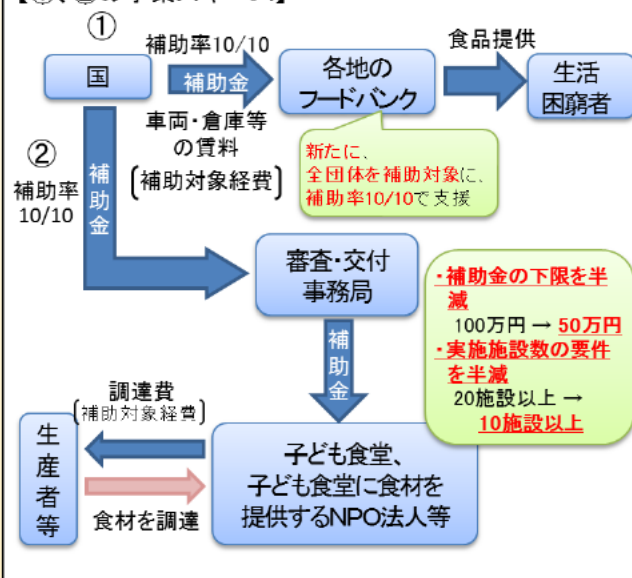 ①
国
補助率10/10
補助金
車両・倉庫等
の賃料
〔補助対象経費〕
各地の
フードバンク
食品提供
生活
困窮者
新たに、
全団体を補助対象に、
補助率10/10で支援
②
補助率
10/10
補助金
審査・交付
事務局
・補助金の下限を半
減
100万円 → 50万円
・実施施設数の要件
を半減
20施設以上 →
10施設以上
補助金
調達費
〔補助対象経費〕
生産者等
食材を調達
子ども食堂、
子ども食堂に食材を
提供するNPO法人等